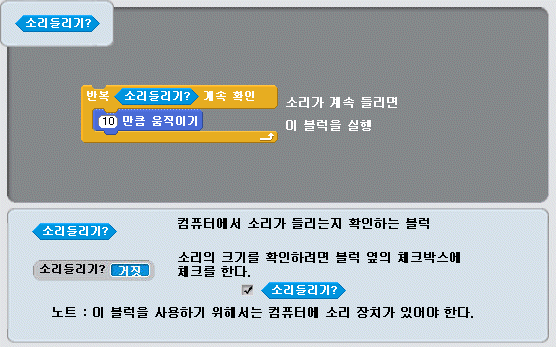 소리들리기?
반복 소리들리기? 계속 확인
10 만큼 움직이기
소리가 계속 들리면
이 블럭을 실행
소리들리기?
컴퓨터에서 소리가 들리는지 확인하는 블럭
소리들리기? 거짓
소리의 크기를 확인하려면 블럭 옆의 체크박스에
체크를 한다.
소리들리기?
노트 : 이 블럭을 사용하기 위해서는 컴퓨터에 소리 장치가 있어야 한다.